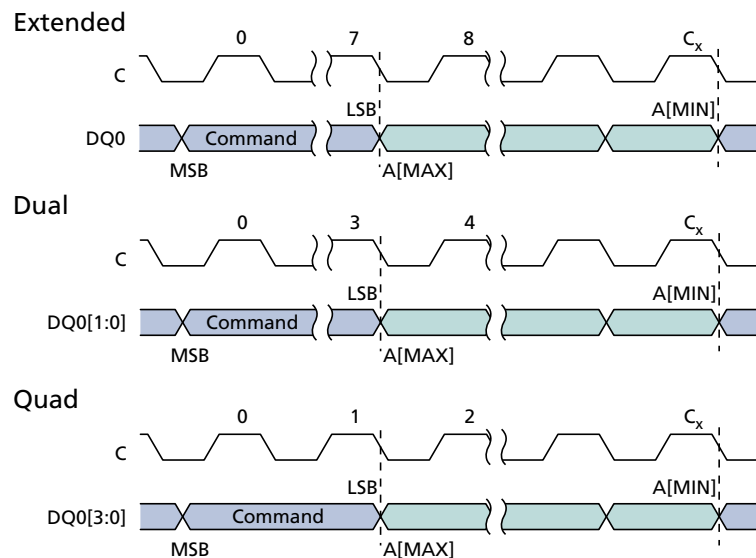 Extended
0 7 8 Cx
C
LSB A[MIN]
DQ0 Command
MSB A[MAX]
Dual
0 3 4 Cx
C
LSB A[MIN]
DQ0[1:0] Command
MSB A[MAX]
Quad
0 1 2 Cx
C
LSB A[MIN]
DQ0[3:0] Command
MSB A[MAX]